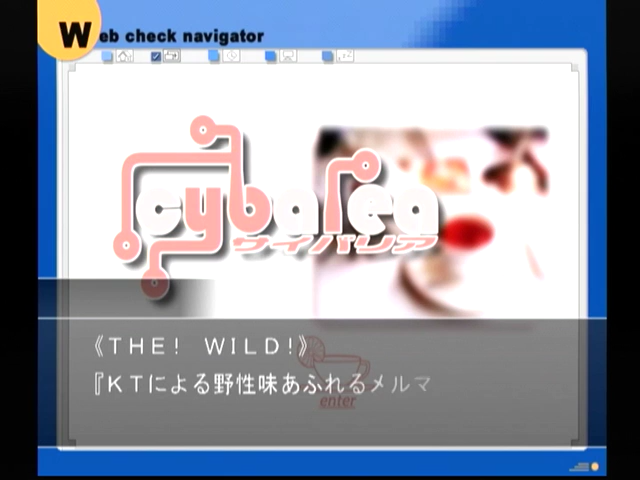 Web check navigator
cybarea
サイバリア
《THE! WILD!》
『KTによる野性味あふれるメルマ
enter